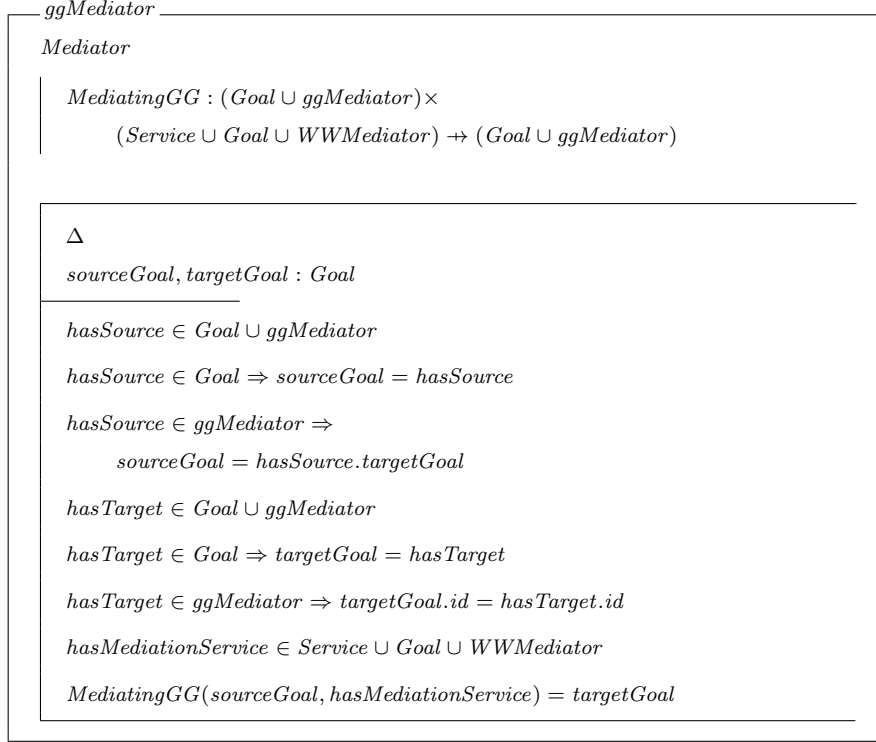 ggMediator
Mediator
MediatingGG : (Goal ∪ ggMediator)×
(Service ∪ Goal ∪ WWMediator) ⇸ (Goal ∪ ggMediator)
Δ
sourceGoal, targetGoal : Goal
hasSource ∈ Goal ∪ ggMediator
hasSource ∈ Goal ⇒ sourceGoal = hasSource
hasSource ∈ ggMediator ⇒
sourceGoal = hasSource.targetGoal
hasTarget ∈ Goal ∪ ggMediator
hasTarget ∈ Goal ⇒ targetGoal = hasTarget
hasTarget ∈ ggMediator ⇒ targetGoal.id = hasTarget.id
hasMediationService ∈ Service ∪ Goal ∪ WWMediator
MediatingGG(sourceGoal, hasMediationService) = targetGoal